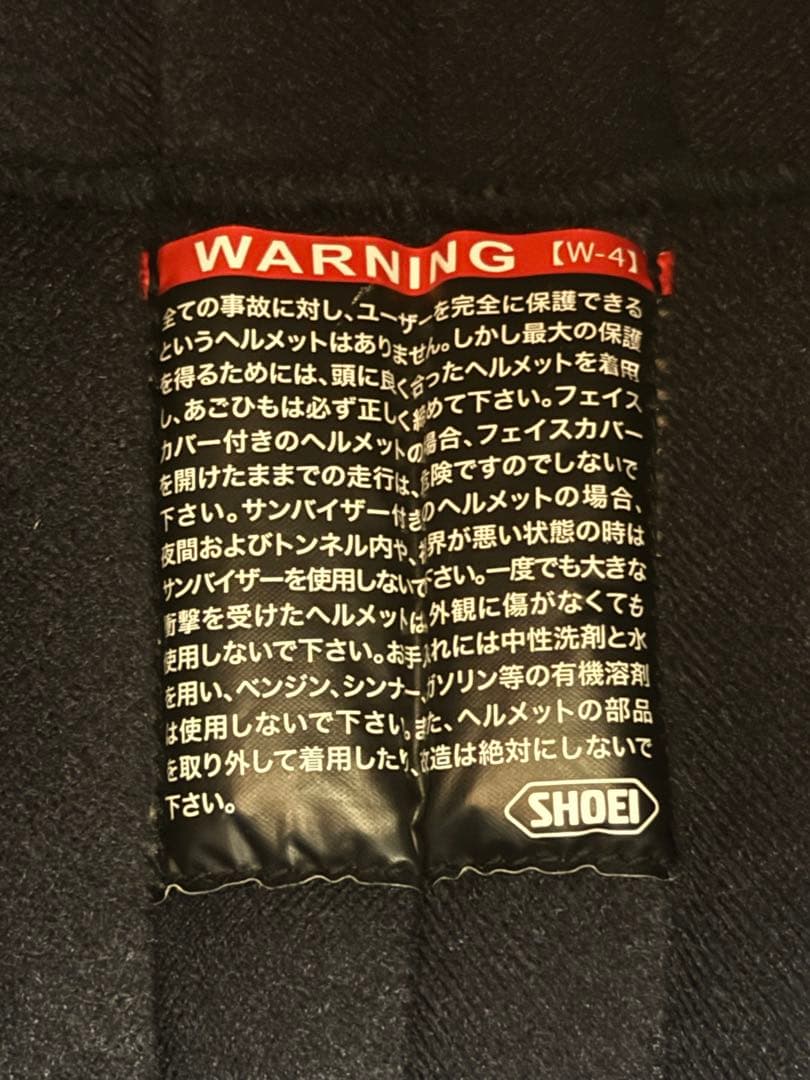 WARNING【W-4】
全ての事故に対し、ユーザーを完全に保護できる
というヘルメットはありません。しかし最大の保護
を得るためには、頭に良く合ったヘルメットを着用
し、あごひもは必ず正しく締めて下さい。フェイス
カバー付きのヘルメットの場合、フェイスカバー
を開けたままでの走行は、危険ですのでしないで
下さい。サンバイザー付きのヘルメットの場合、
夜間およびトンネル内や、視界が悪い状態の時は
サンバイザーを使用しないで下さい。一度でも大きな
衝撃を受けたヘルメットは、外観に傷がなくても
使用しないで下さい。お手入れには中性洗剤と水
を用い、ベンジン、シンナー、ガソリン等の有機溶剤
は使用しないで下さい。また、ヘルメットの部品
を取り外して着用したり、改造は絶対にしないで
下さい。
SHOEI